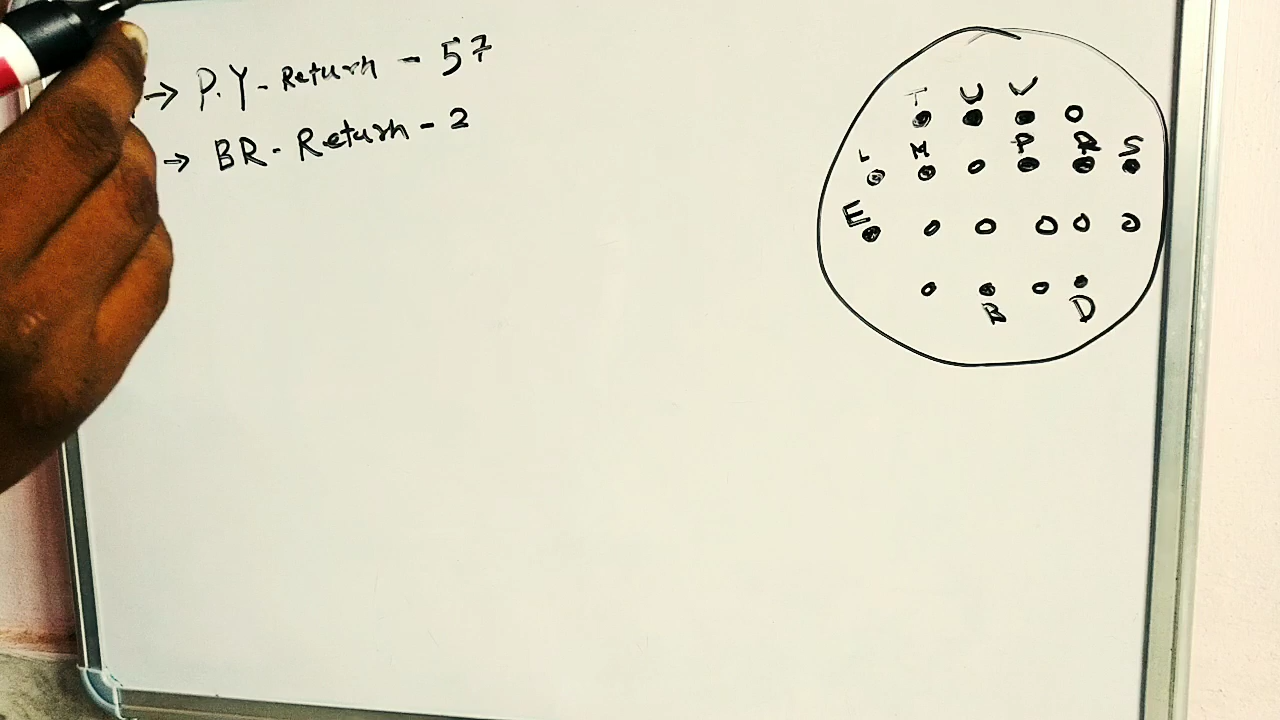 → P.Y - Return - 57
→ BR - Return - 2
T U V
L M P R S
E
B D